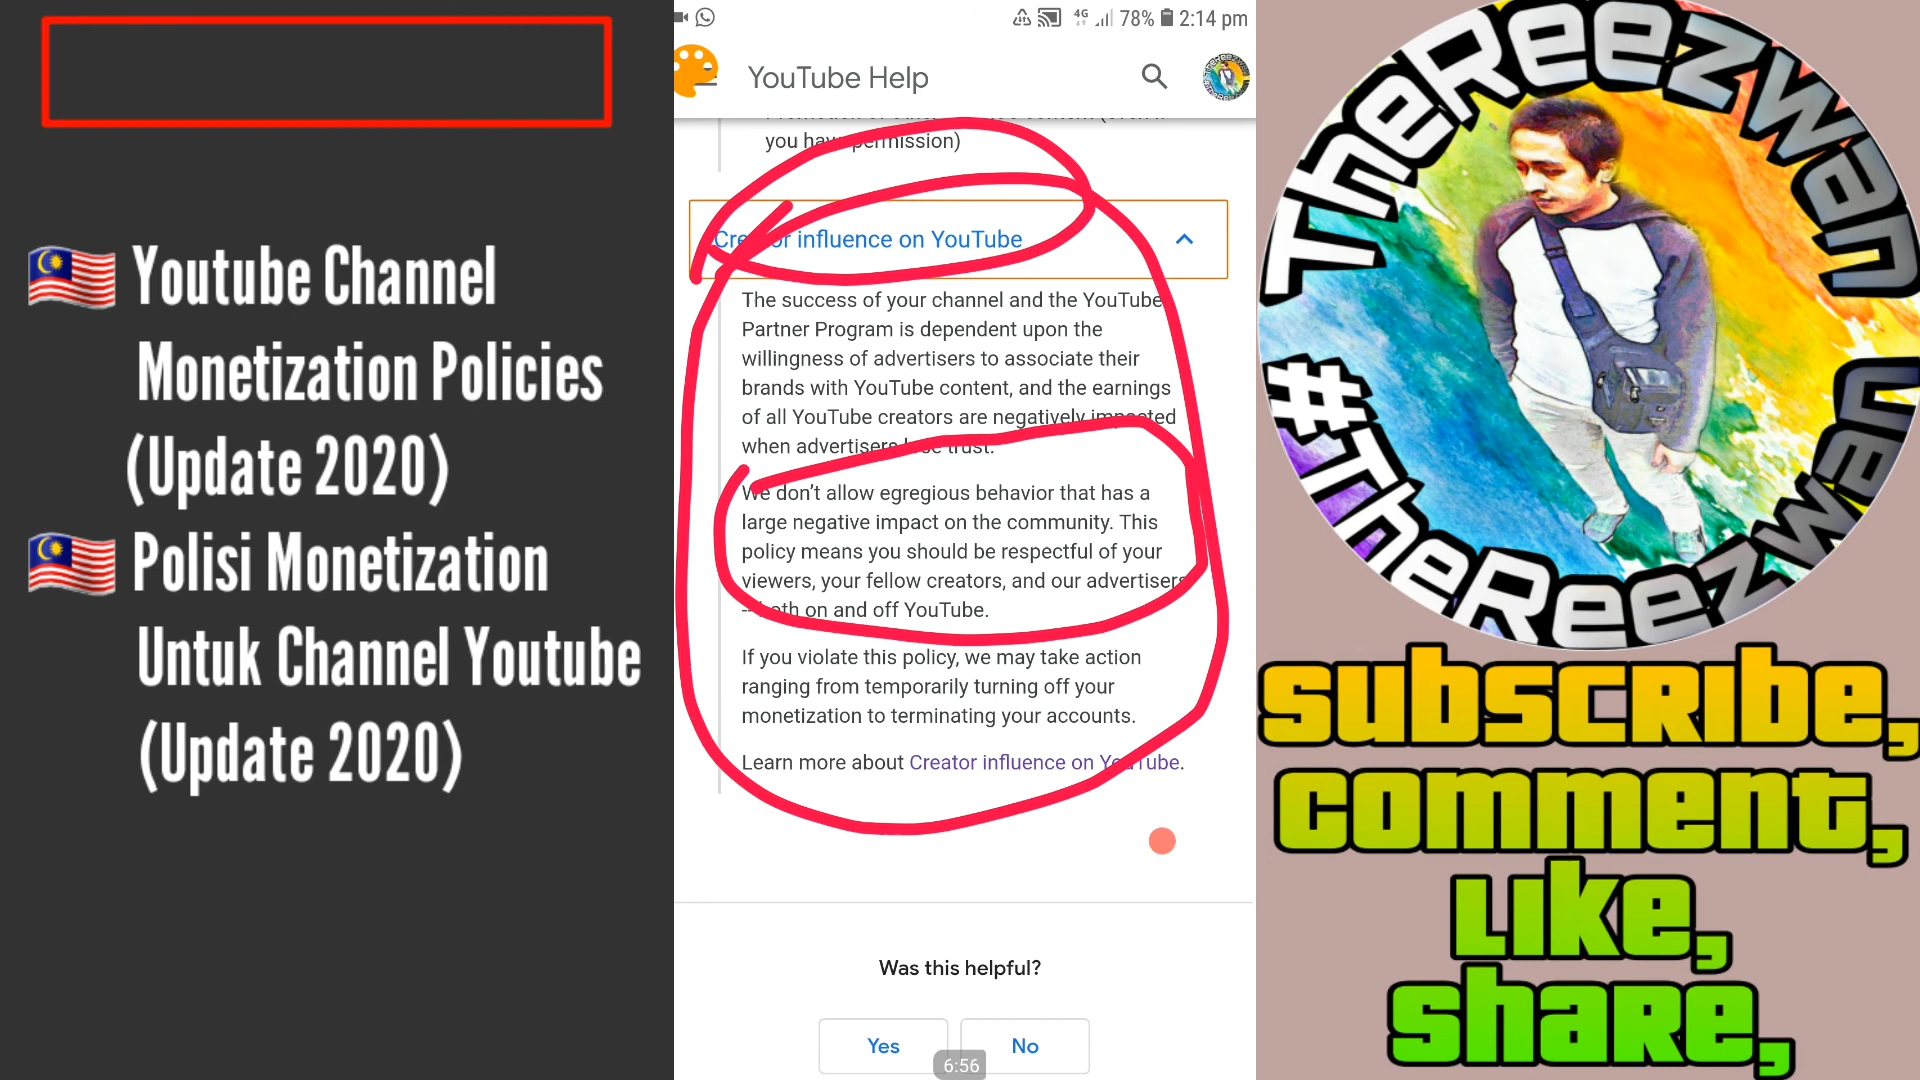 Youtube Channel
Monetization Policies
(Update 2020)
Polisi Monetization
Untuk Channel Youtube
(Update 2020)
4G 78% 2:14 pm
YouTube Help
you have permission)
Creator influence on YouTube
The success of your channel and the YouTube
Partner Program is dependent upon the
willingness of advertisers to associate their
brands with YouTube content, and the earnings
of all YouTube creators are negatively impacted
when advertisers lose trust.
We don't allow egregious behavior that has a
large negative impact on the community. This
policy means you should be respectful of your
viewers, your fellow creators, and our advertisers
--both on and off YouTube.
If you violate this policy, we may take action
ranging from temporarily turning off your
monetization to terminating your accounts.
Learn more about Creator influence on YouTube.
Was this helpful?
Yes
No
6:56
TheReezwan
#TheReezwan
Subscribe,
Comment,
Like,
Share,